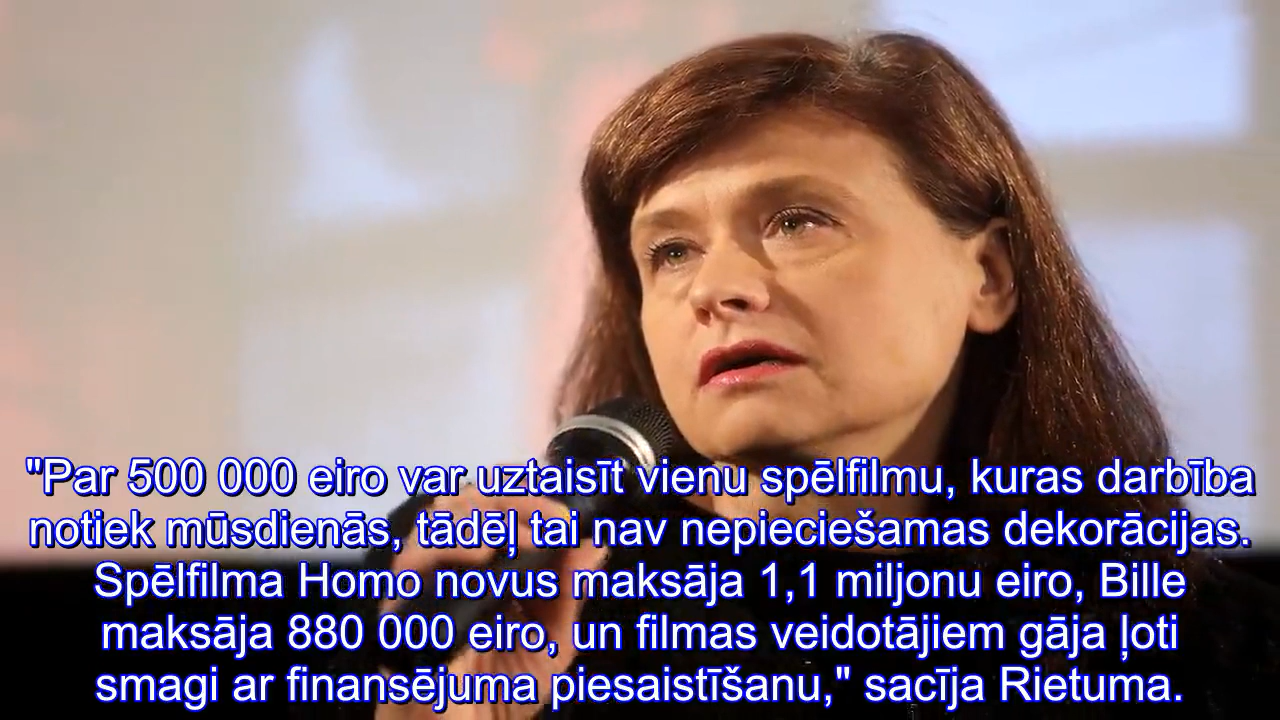 "Par 500 000 eiro var uztaisīt vienu spēlfilmu, kuras darbība
notiek mūsdienās, tādēļ tai nav nepieciešamas dekorācijas.
Spēlfilma Homo novus maksāja 1,1 miljonu eiro, Bille
maksāja 880 000 eiro, un filmas veidotājiem gāja ļoti
smagi ar finansējuma piesaistīšanu," sacīja Rietuma.